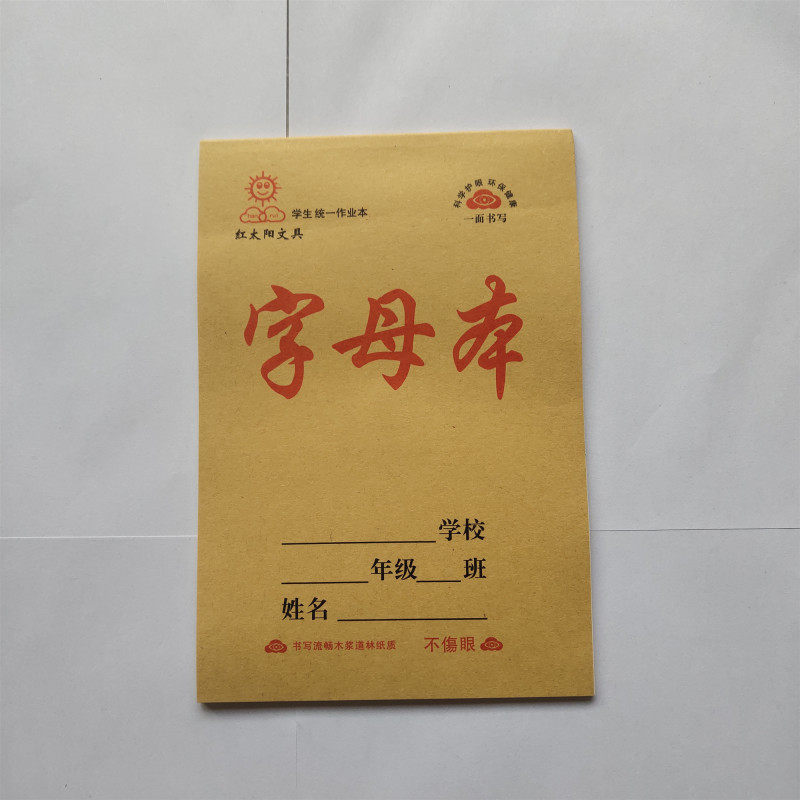 学生统一作业本
红太阳文具
科学护眼 环保健康
一面书写
字母本
学校
年级 班
姓名
书写流畅木浆道林纸质 不傷眼